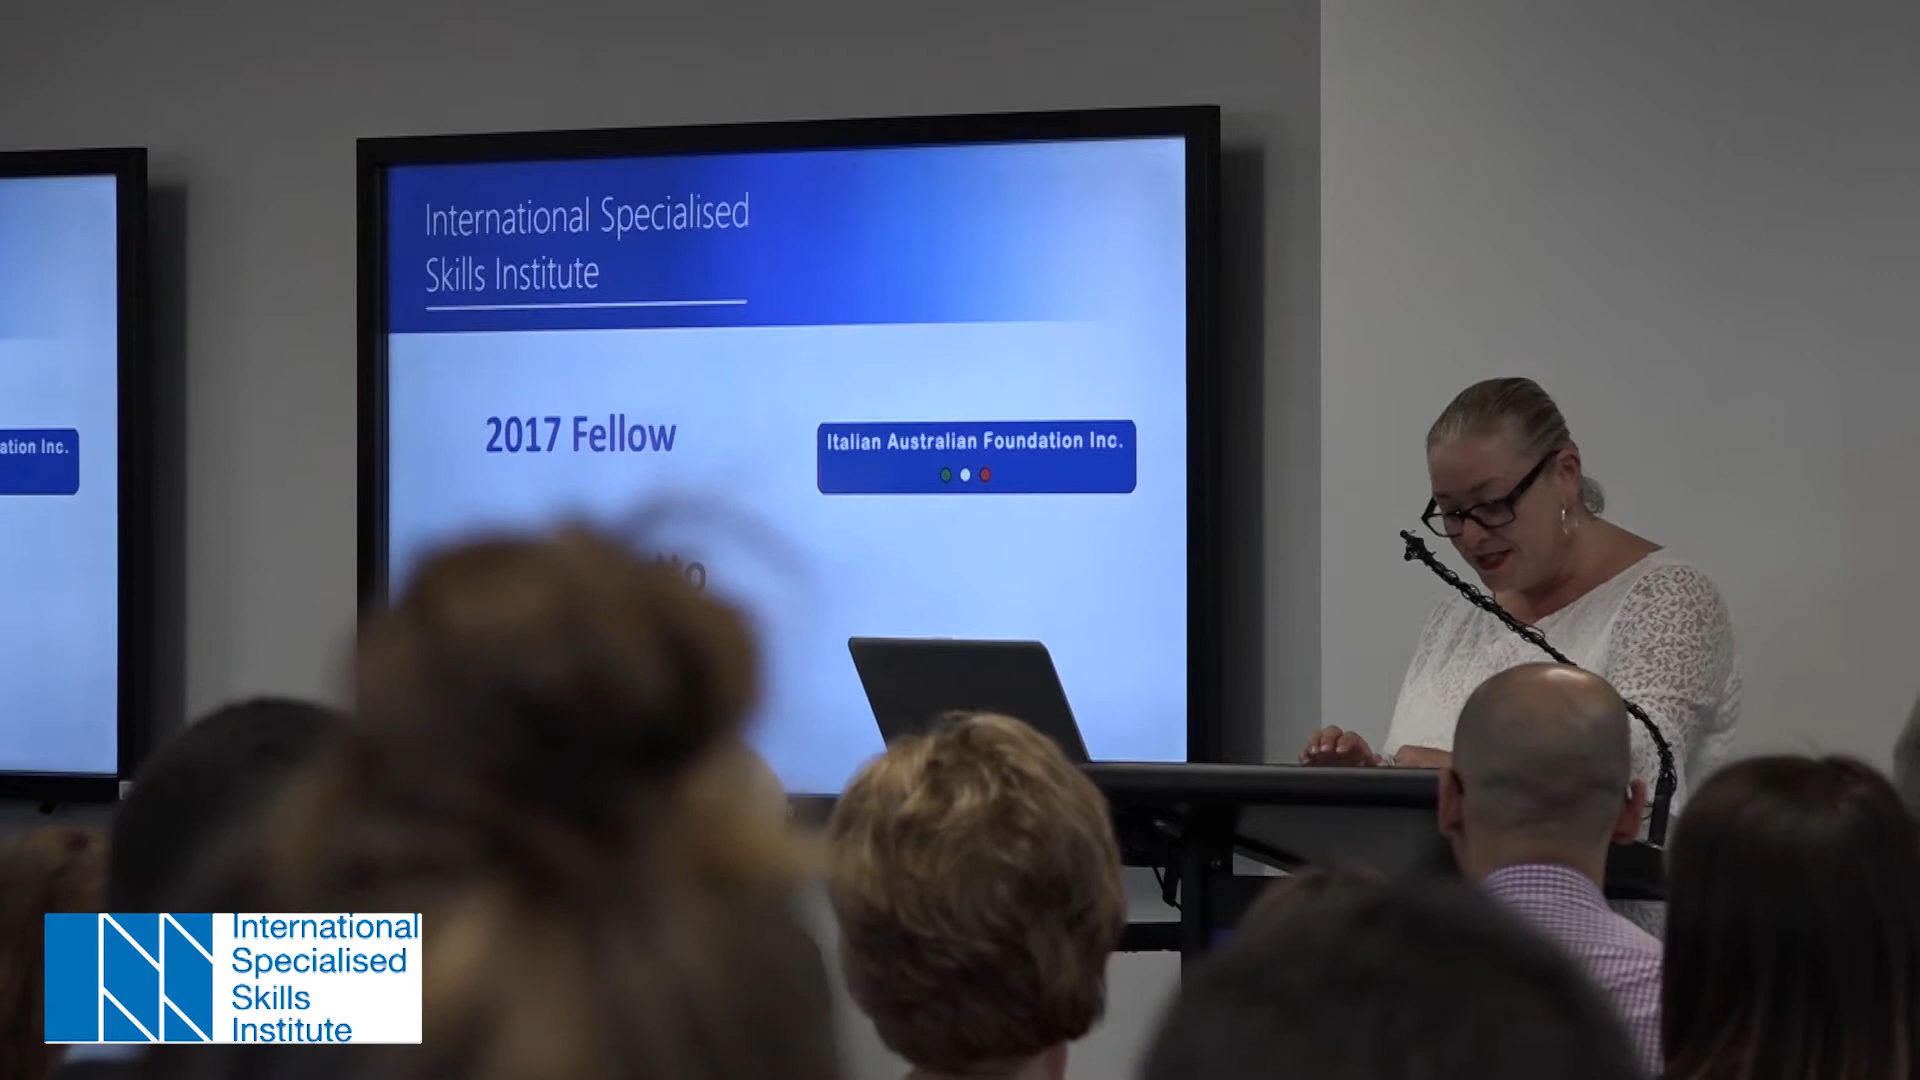 International Specialised
Skills Institute
2017 Fellow
Italian Australian Foundation Inc.
ation Inc.
International
Specialised
Skills
Institute